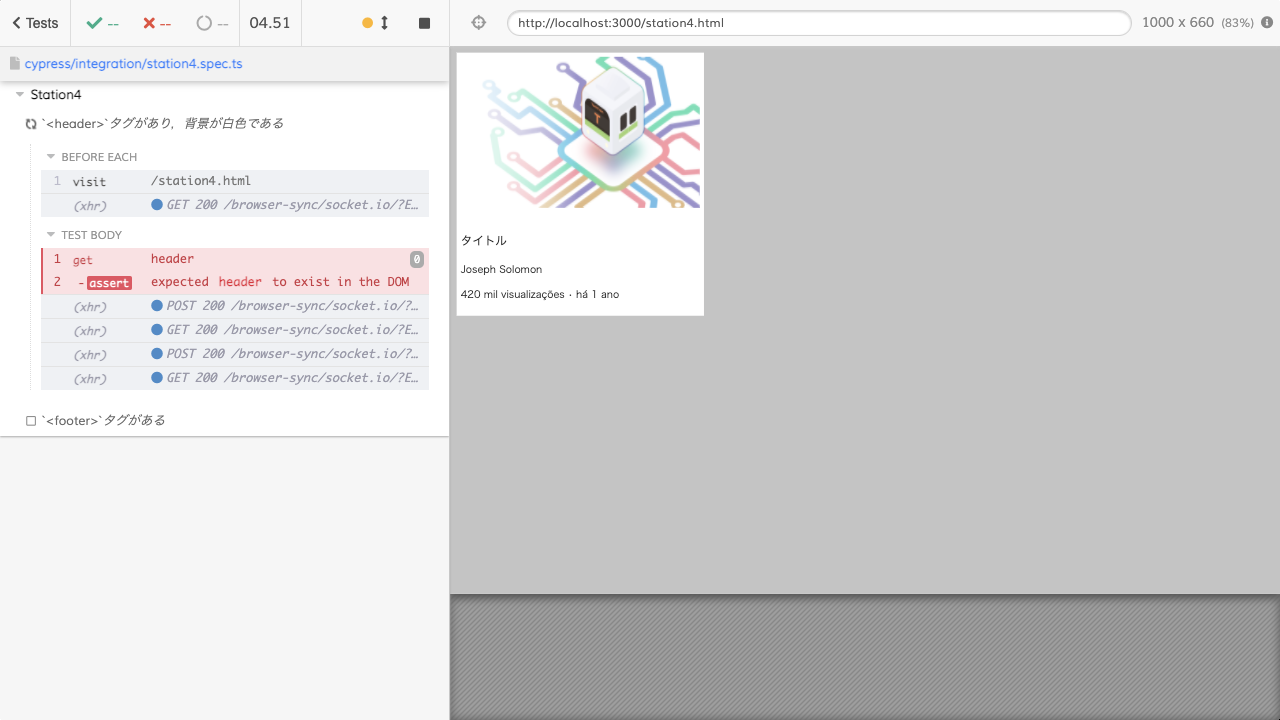 Tests
--
--
--
04.51
http://localhost:3000/station4.html
1000 x 660 (83%)
cypress/integration/station4.spec.ts
Station4
`<header>`タグがあり，背景が白色である
BEFORE EACH
1 visit /station4.html
(xhr) GET 200 /browser-sync/socket.io/?E…
TEST BODY
1 get header 0
2 -assert expected header to exist in the DOM
(xhr) POST 200 /browser-sync/socket.io/?…
(xhr) GET 200 /browser-sync/socket.io/?E…
(xhr) POST 200 /browser-sync/socket.io/?…
(xhr) GET 200 /browser-sync/socket.io/?E…
`<footer>`タグがある
T
タイトル
Joseph Solomon
420 mil visualizações · há 1 ano